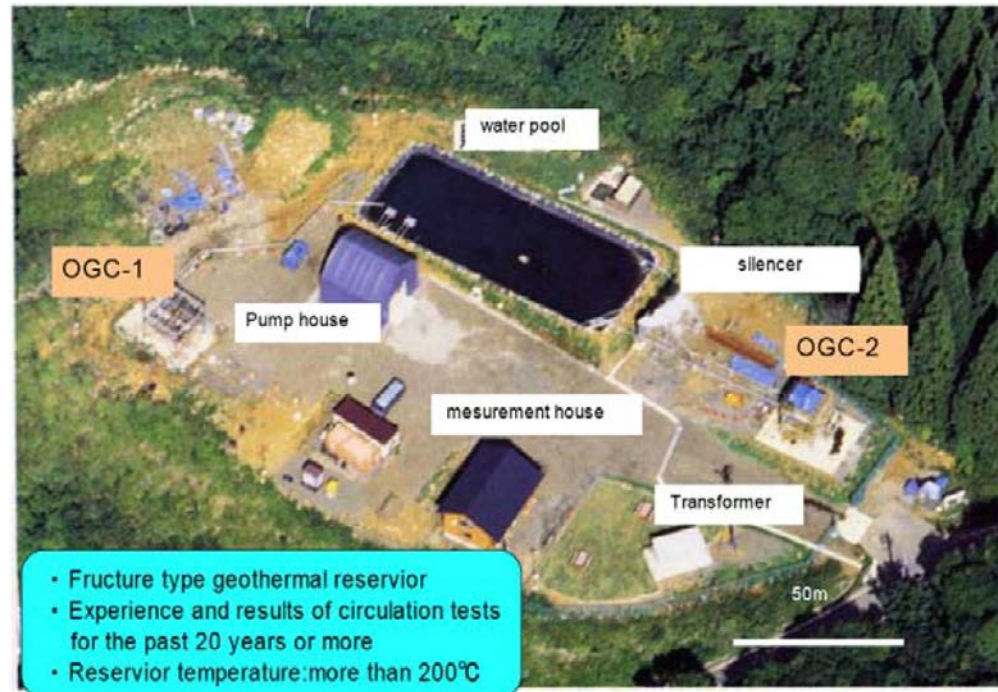 water pool
OGC-1
silencer
Pump house
OGC-2
mesurement house
Transformer
50m
・Fructure type geothermal reservior
・Experience and results of circulation tests
for the past 20 years or more
・Reservior temperature:more than 200℃